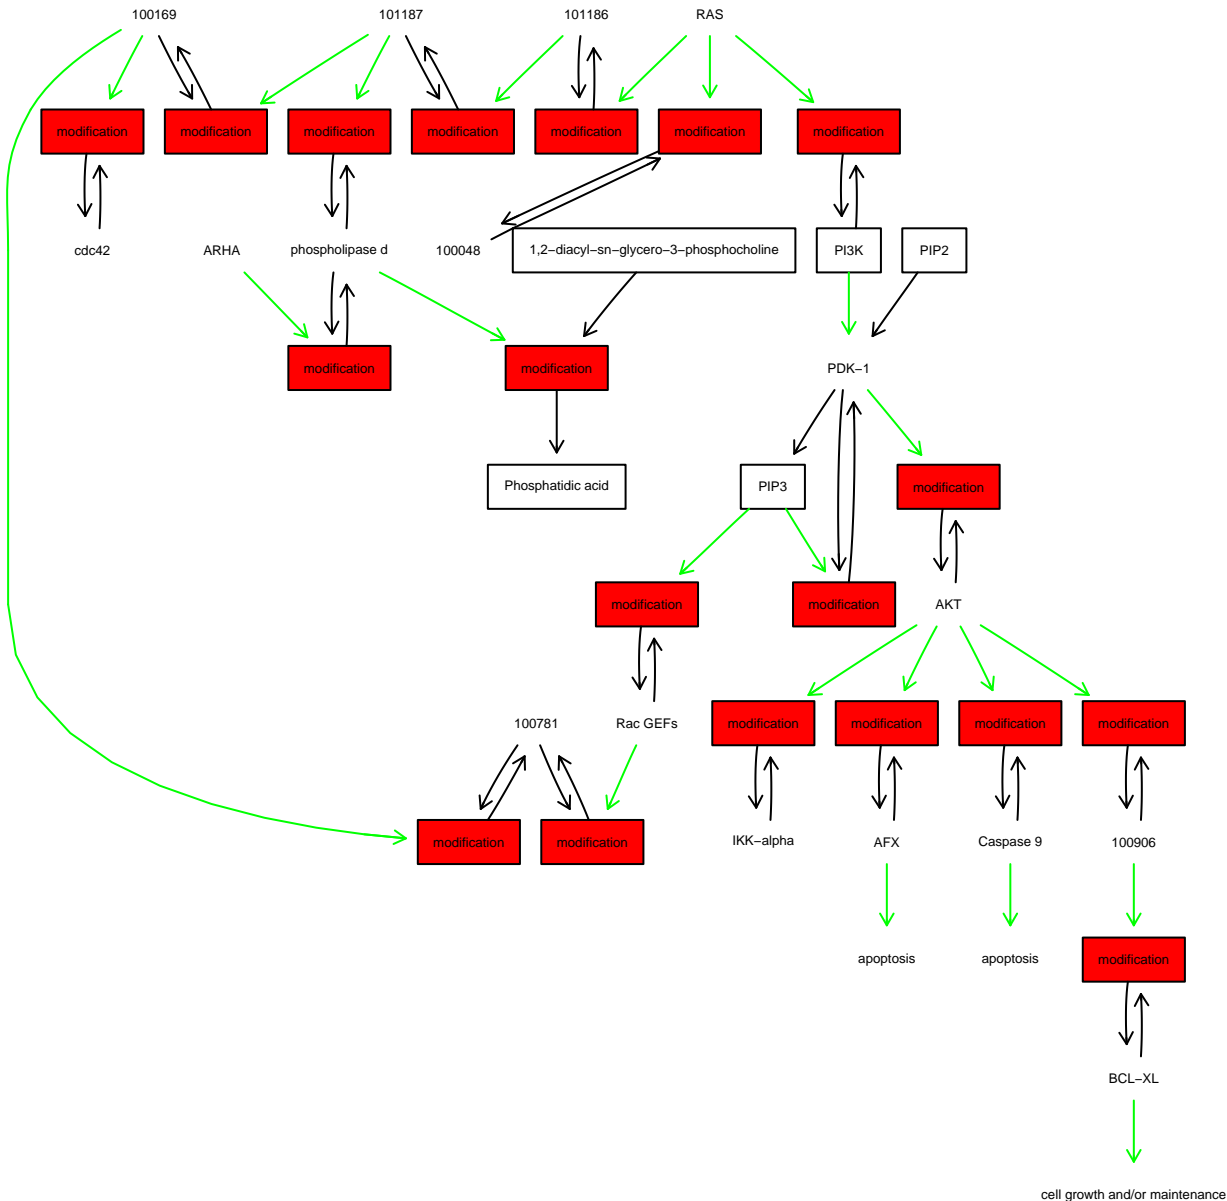 100169
101187
101186
RAS
modification
modification
modification
modification
modification
modification
modification
cdc42
ARHA
phospholipase d
100048
1,2−diacyl−sn−glycero−3−phosphocholine
PI3K
PIP2
modification
modification
PDK−1
Phosphatidic acid
PIP3
modification
modification
modification
AKT
100781
Rac GEFs
modification
modification
modification
modification
modification
modification
IKK−alpha
AFX
Caspase 9
100906
apoptosis
apoptosis
modification
BCL−XL
cell growth and/or maintenance